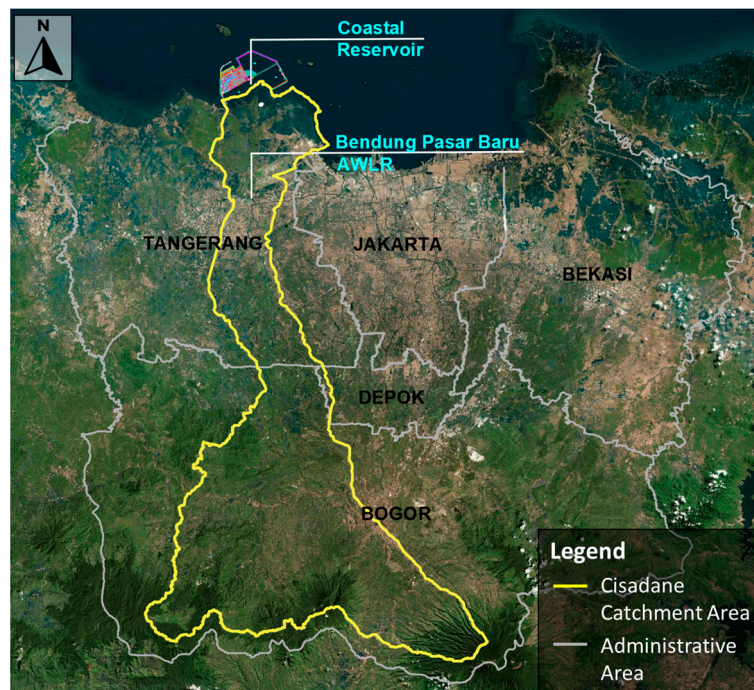 N
Coastal
Reservoir
Bendung Pasar Baru
AWLR
TANGERANG
JAKARTA
BEKASI
DEPOK
BOGOR
Legend
Cisadane
Catchment Area
Administrative
Area